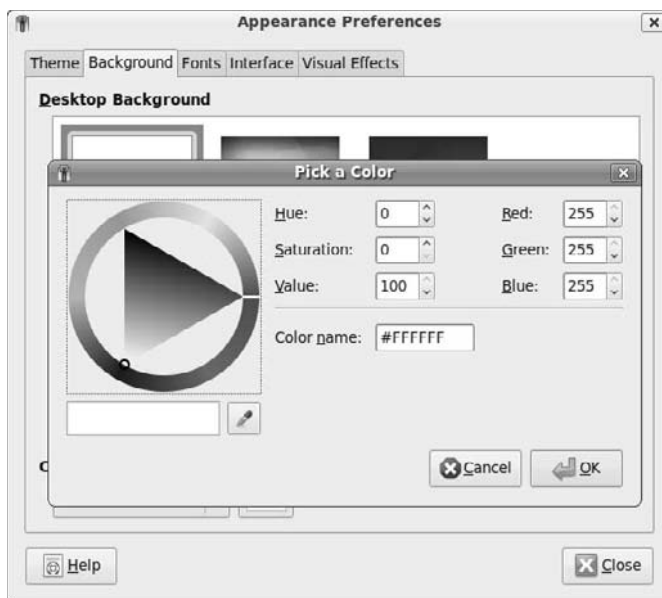 Appearance Preferences
Theme Background Fonts Interface Visual Effects
Desktop Background
Pick a Color
Hue: 0 Red: 255
Saturation: 0 Green: 255
Value: 100 Blue: 255
Color name: #FFFFFF
Cancel OK
C
Help Close